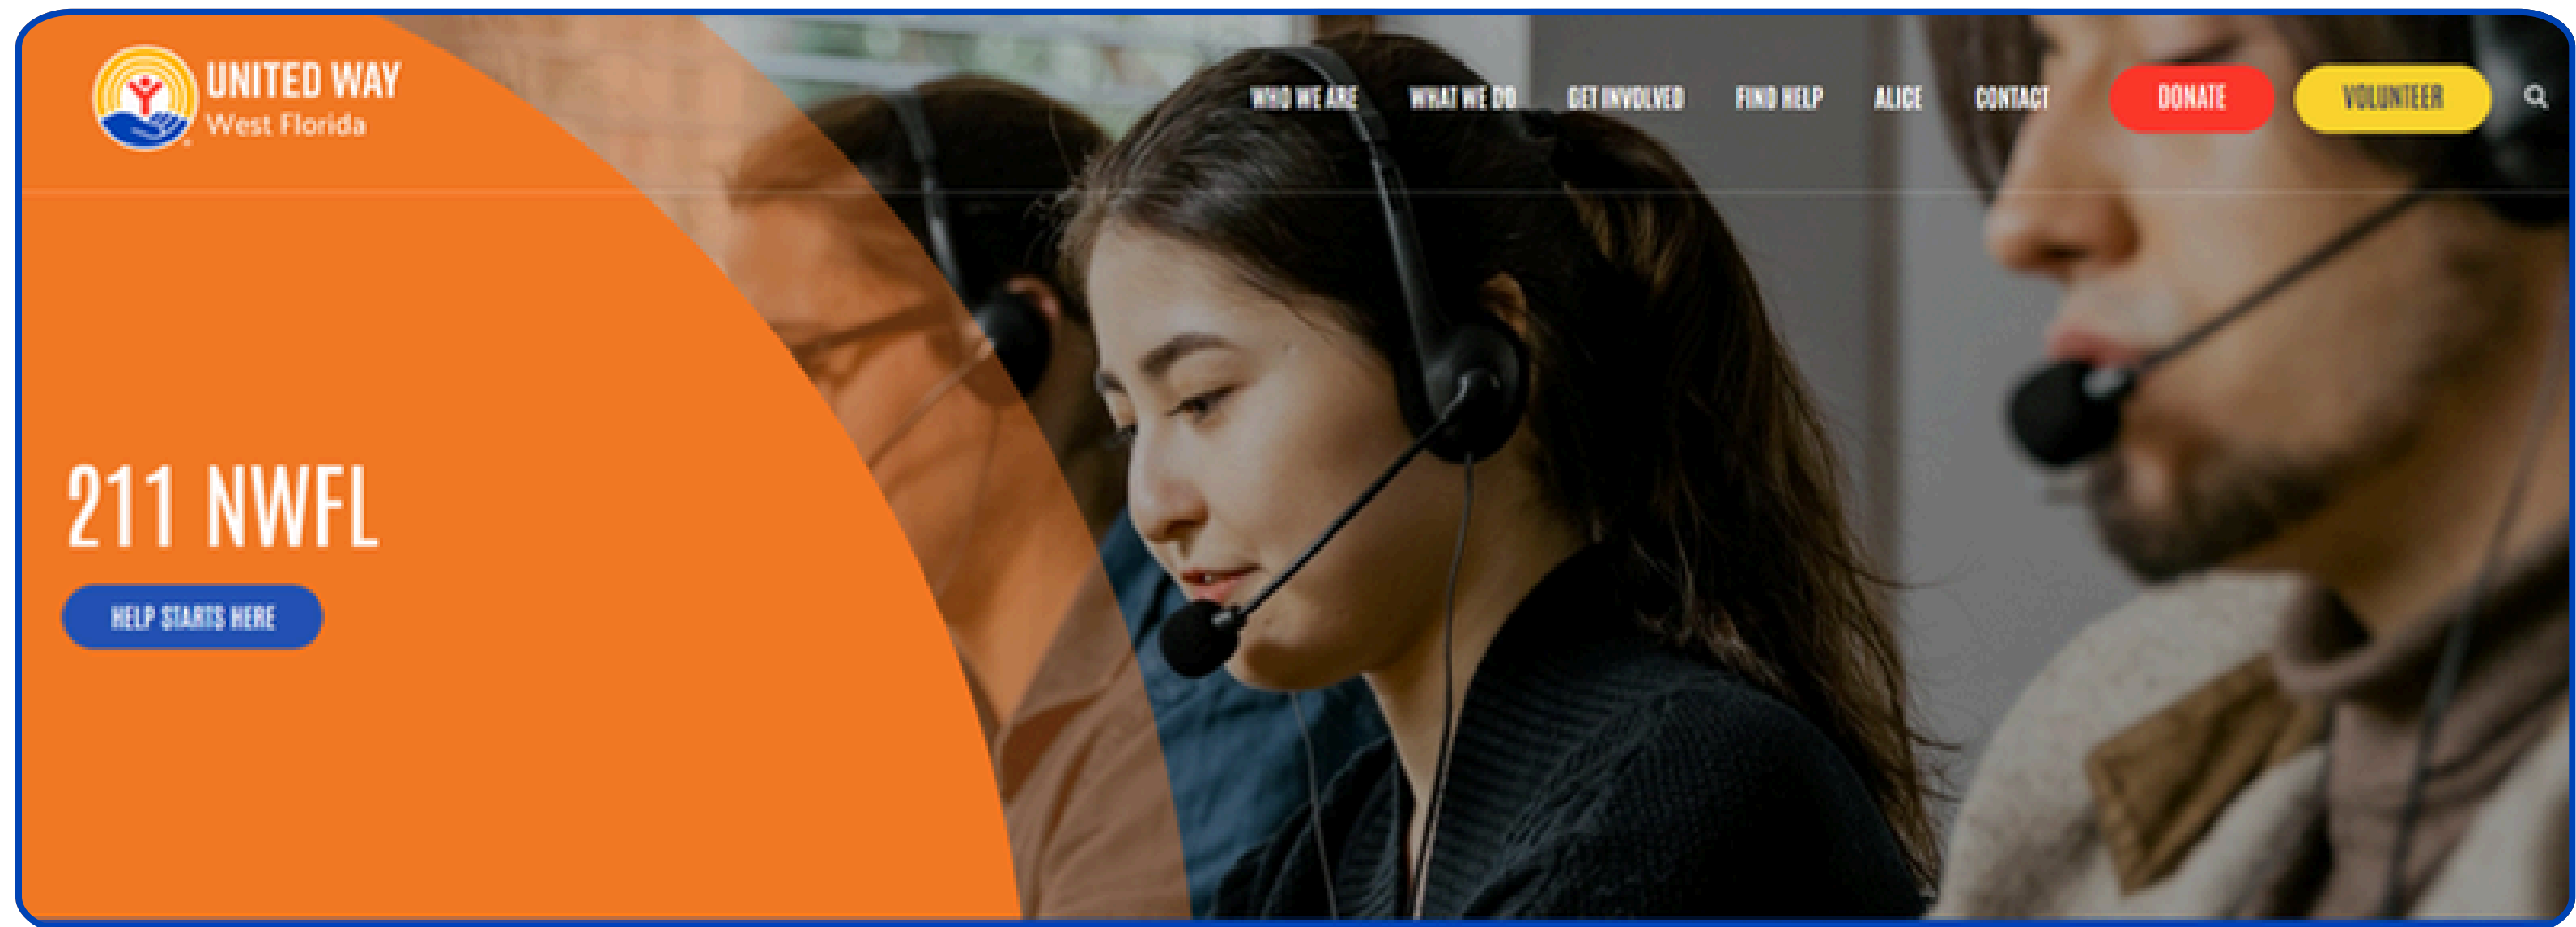 UNITED WAY
West Florida
WHO WE ARE WHAT WE DO GET INVOLVED FIND HELP ALICE CONTACT DONATE VOLUNTEER
211 NWFL
HELP STARTS HERE